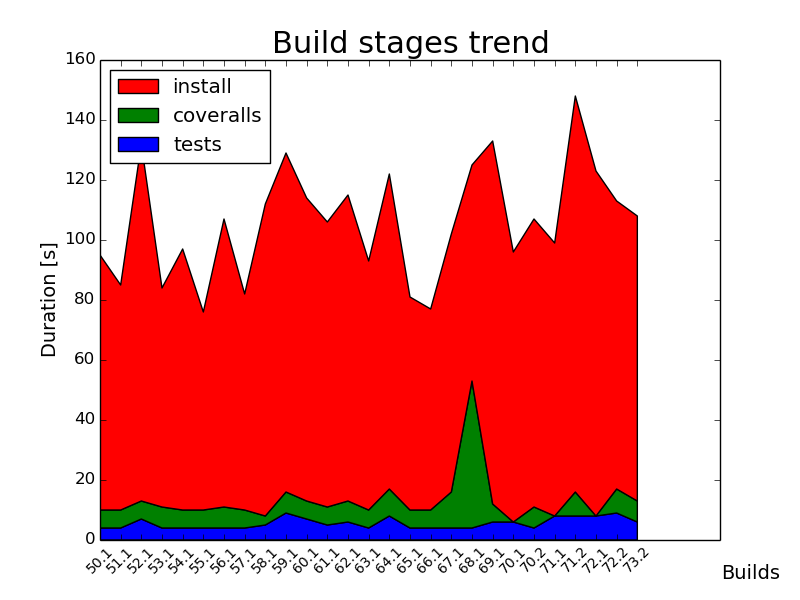 Build stages trend
160
140
120
100
80
60
40
20
0
install
coveralls
tests
Duration [s]
50.1 51.1 52.1 53.1 54.1 55.1 56.1 57.1 58.1 59.1 60.1 61.1 62.1 63.1 64.1 65.1 66.1 67.1 68.1 69.1 70.1 70.2 71.1 71.2 72.1 72.2 73.2
Builds